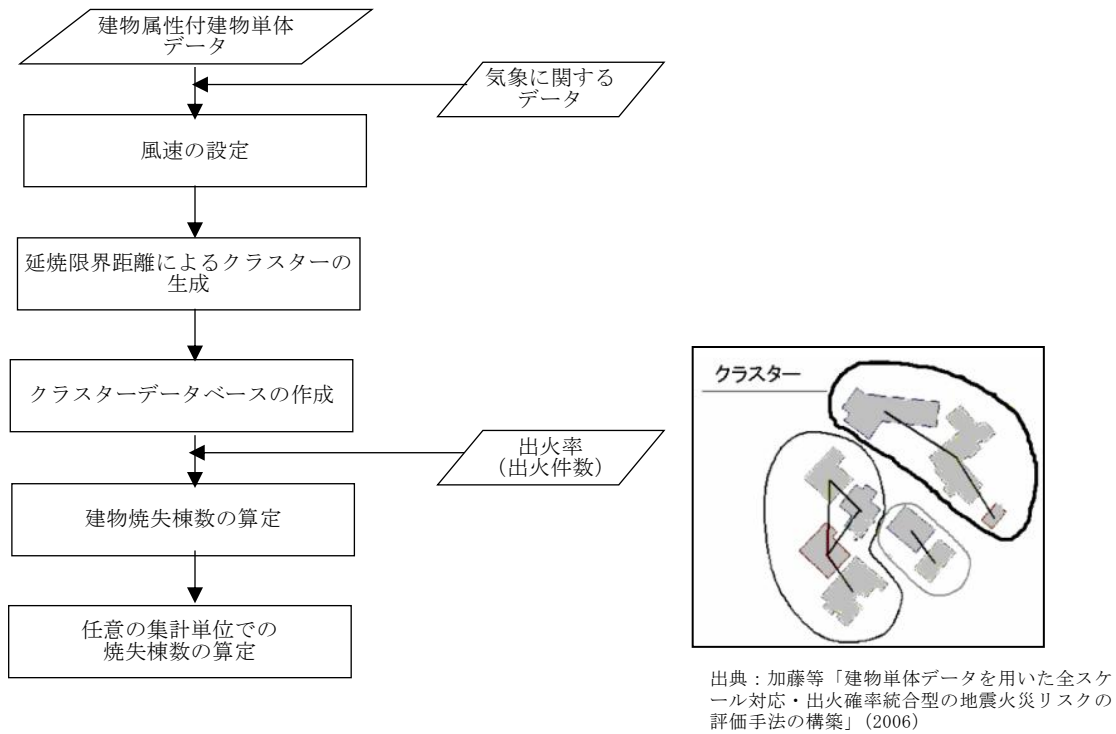 建物属性付建物単体
データ
気象に関する
データ
風速の設定
延焼限界距離によるクラスターの
生成
クラスターデータベースの作成
出火率
（出火件数）
建物焼失棟数の算定
任意の集計単位での
焼失棟数の算定
クラスター
出典：加藤等「建物単体データを用いた全スケ
ール対応・出火確率統合型の地震火災リスクの
評価手法の構築」（2006）